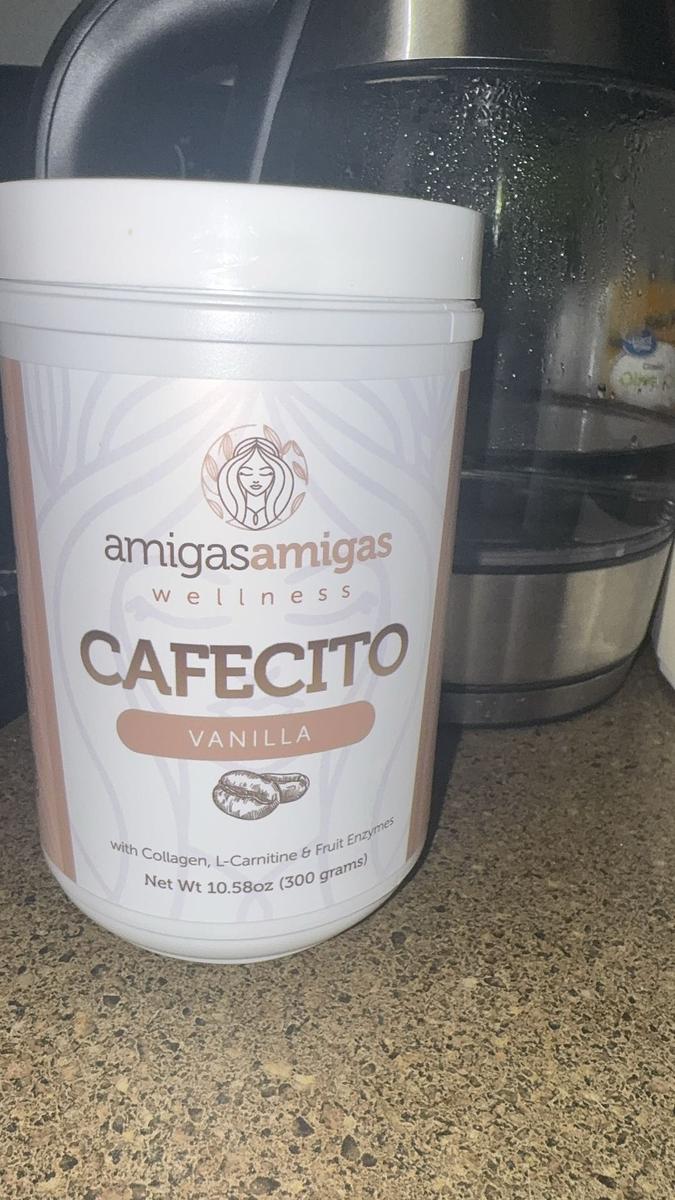 amigasamigas
wellness
CAFECITO
VANILLA
with Collagen, L-Carnitine & Fruit Enzymes
Net Wt 10.58oz (300 grams)